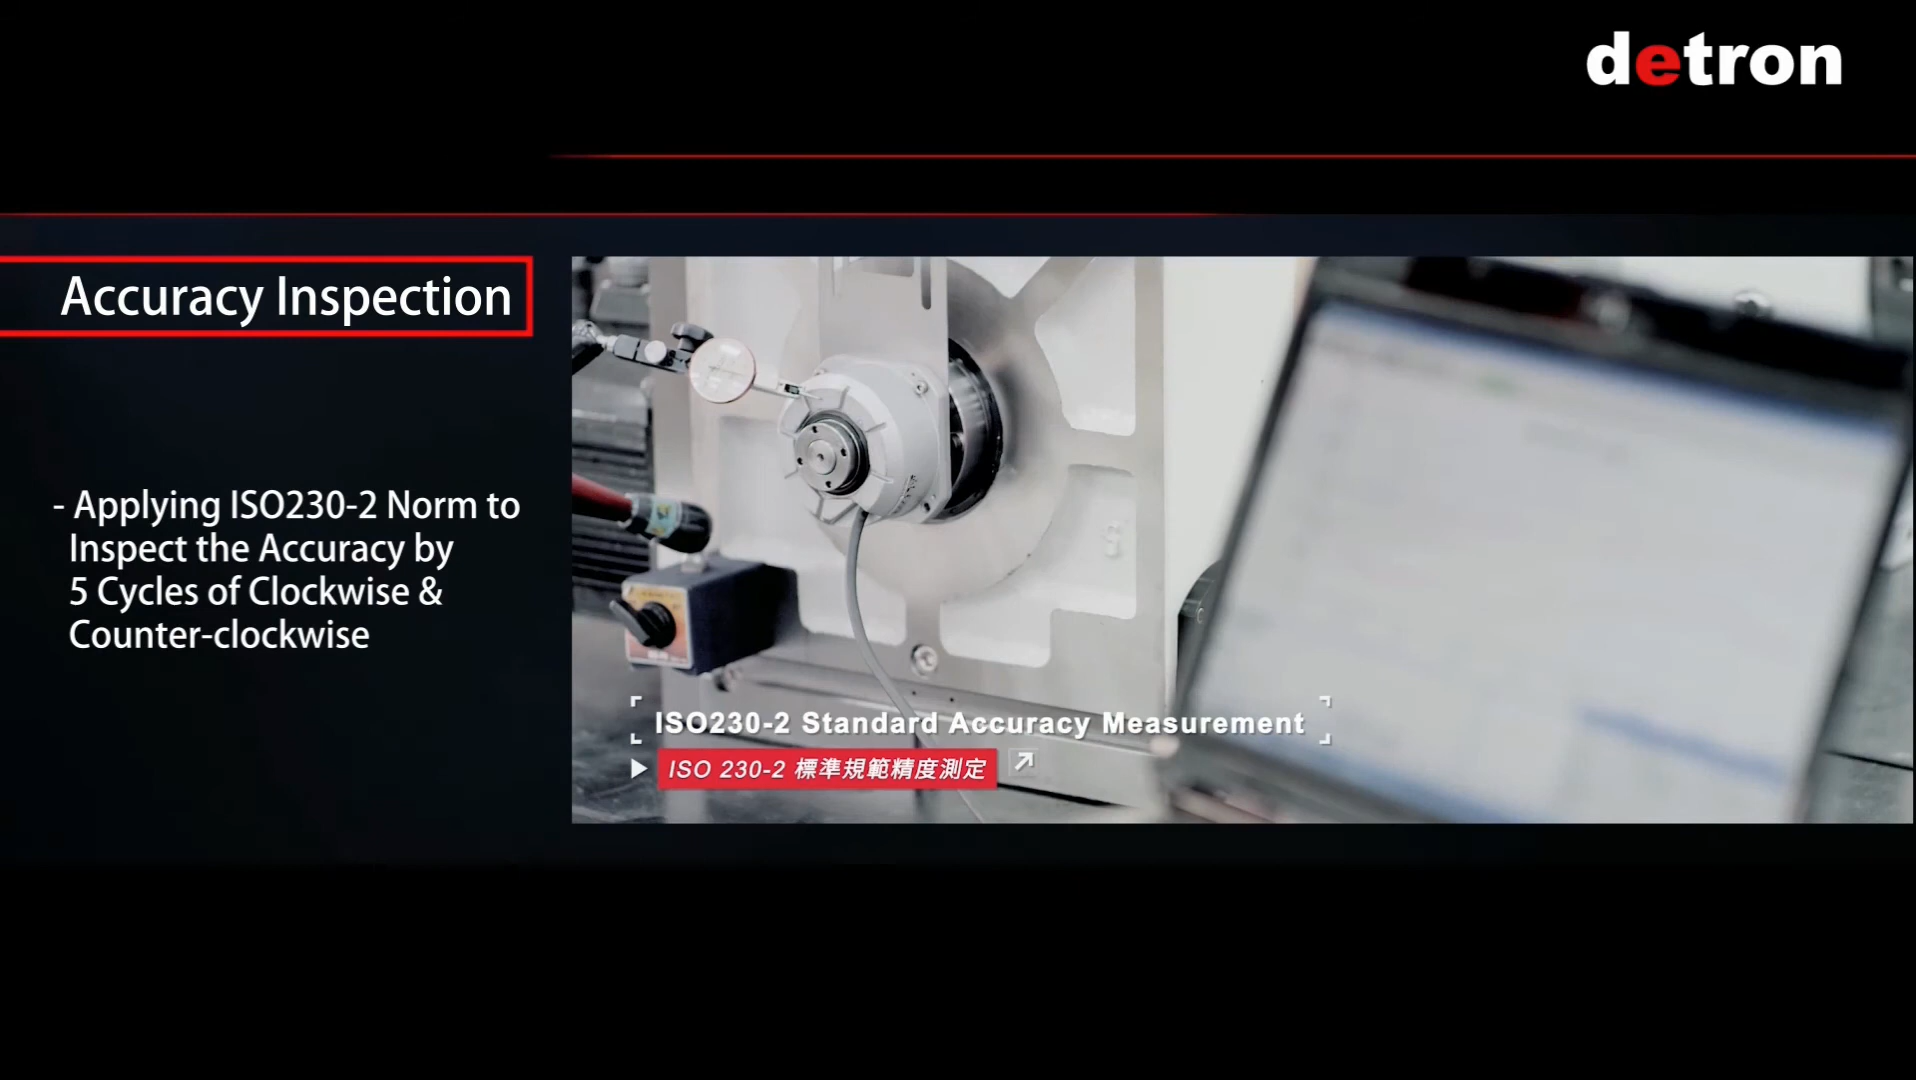 detron
Accuracy Inspection
- Applying ISO230-2 Norm to
Inspect the Accuracy by
5 Cycles of Clockwise &
Counter-clockwise
ISO230-2 Standard Accuracy Measurement
ISO 230-2 標準規範精度測定